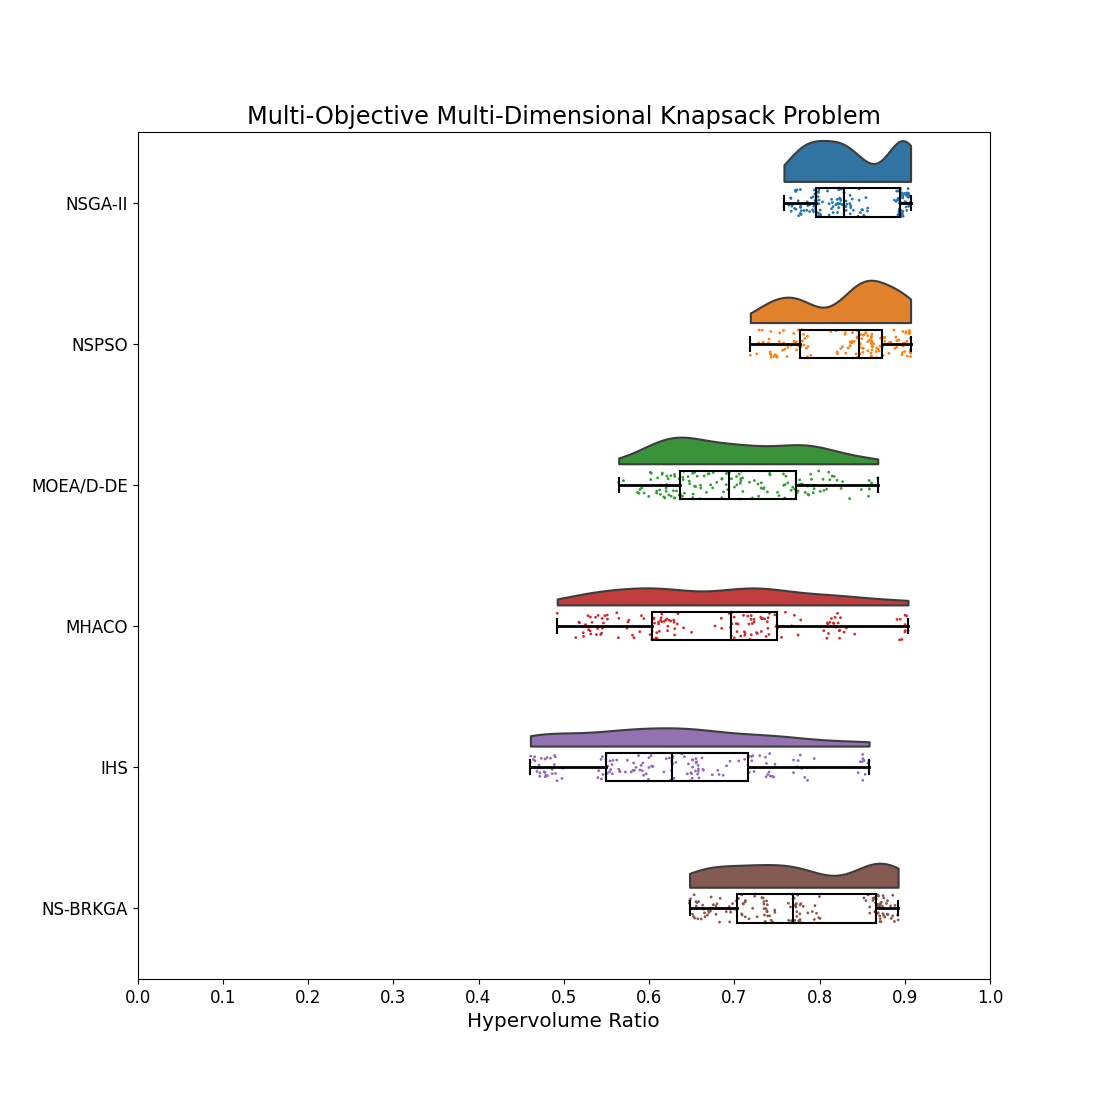 Multi-Objective Multi-Dimensional Knapsack Problem
NSGA-II
NSPSO
MOEA/D-DE
MHACO
IHS
NS-BRKGA
0.0 0.1 0.2 0.3 0.4 0.5 0.6 0.7 0.8 0.9 1.0
Hypervolume Ratio